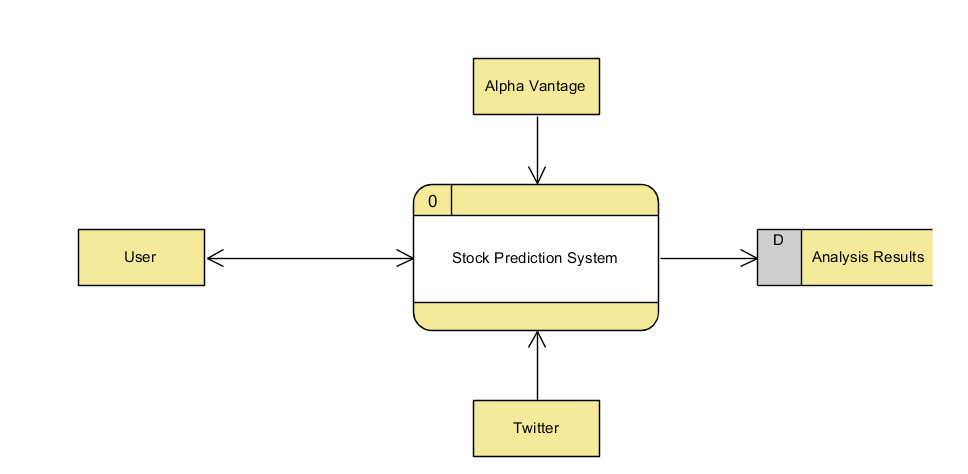 Alpha Vantage
0
User
Stock Prediction System
D
Analysis Results
Twitter